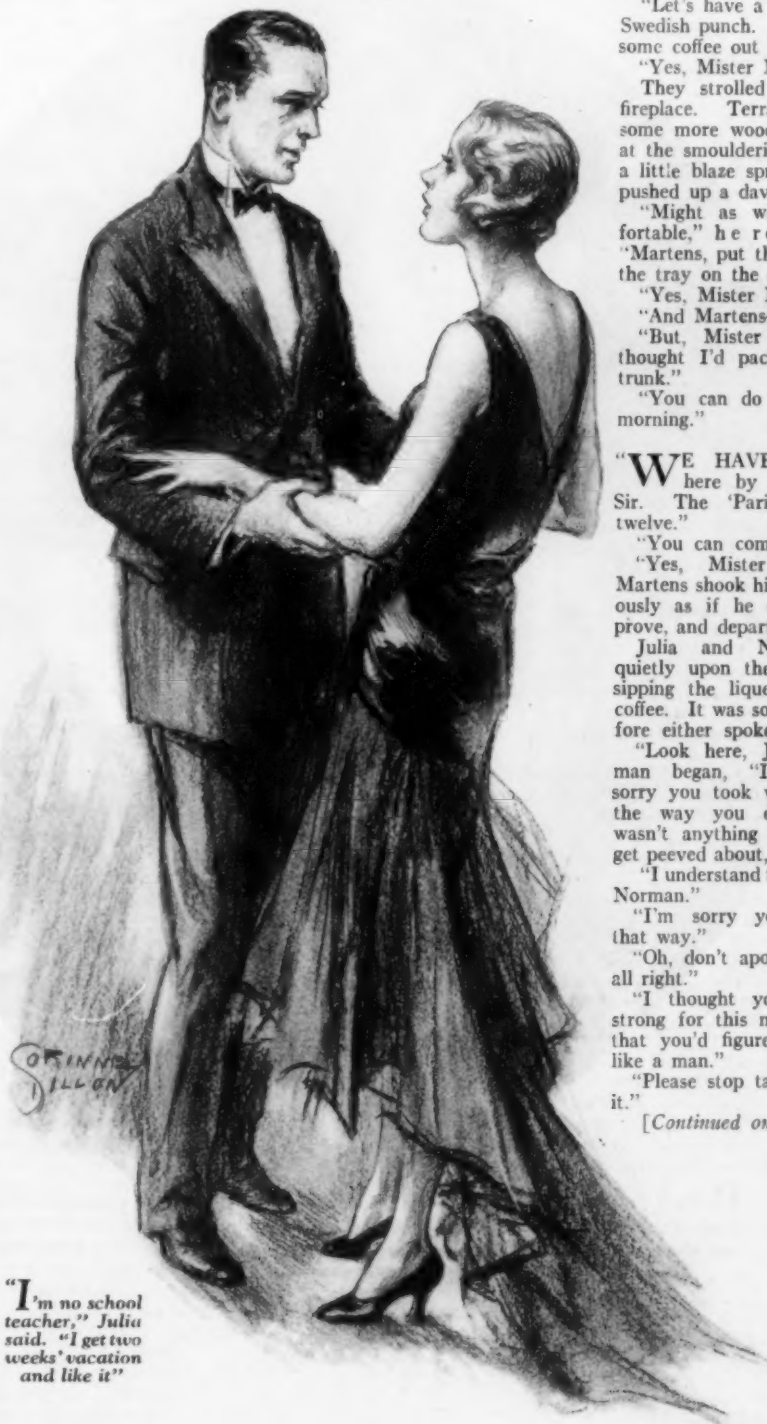 "Let's have a
Swedish punch.
some coffee out
"Yes, Mister
They strolled
fireplace. Terr
some more wood
at the smoulderi
a little blaze spr
pushed up a dav
"Might as w
fortable," he r
"Martens, put th
the tray on the
"Yes, Mister
"And Martens-
"But, Mister
thought I'd pac
trunk."
"You can do
morning."
"WE HAVE
here by
Sir. The 'Pari
twelve."
"You can com
"Yes, Mister
Martens shook hi
ously as if he
prove, and depar
Julia and N
quietly upon the
sipping the lique
coffee. It was so
fore either spoke
"Look here, J
man began, "I
sorry you took
the way you
wasn't anything
get peeved about,
"I understand
Norman."
"I'm sorry yo
that way."
"Oh, don't apo
all right."
"I thought yo
strong for this
that you'd figure
like a man."
"Please stop ta
it."
[Continued on
CORINNE
DILLON
"I'm no school
teacher," Julia
said. "I get two
weeks' vacation
and like it"